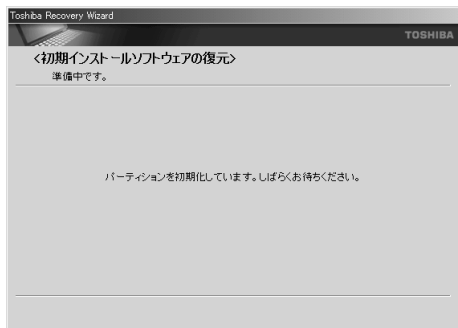 Toshiba Recovery Wizard
TOSHIBA
<初期インストールソフトウェアの復元>
準備中です。
パーティションを初期化しています。しばらくお待ちください。